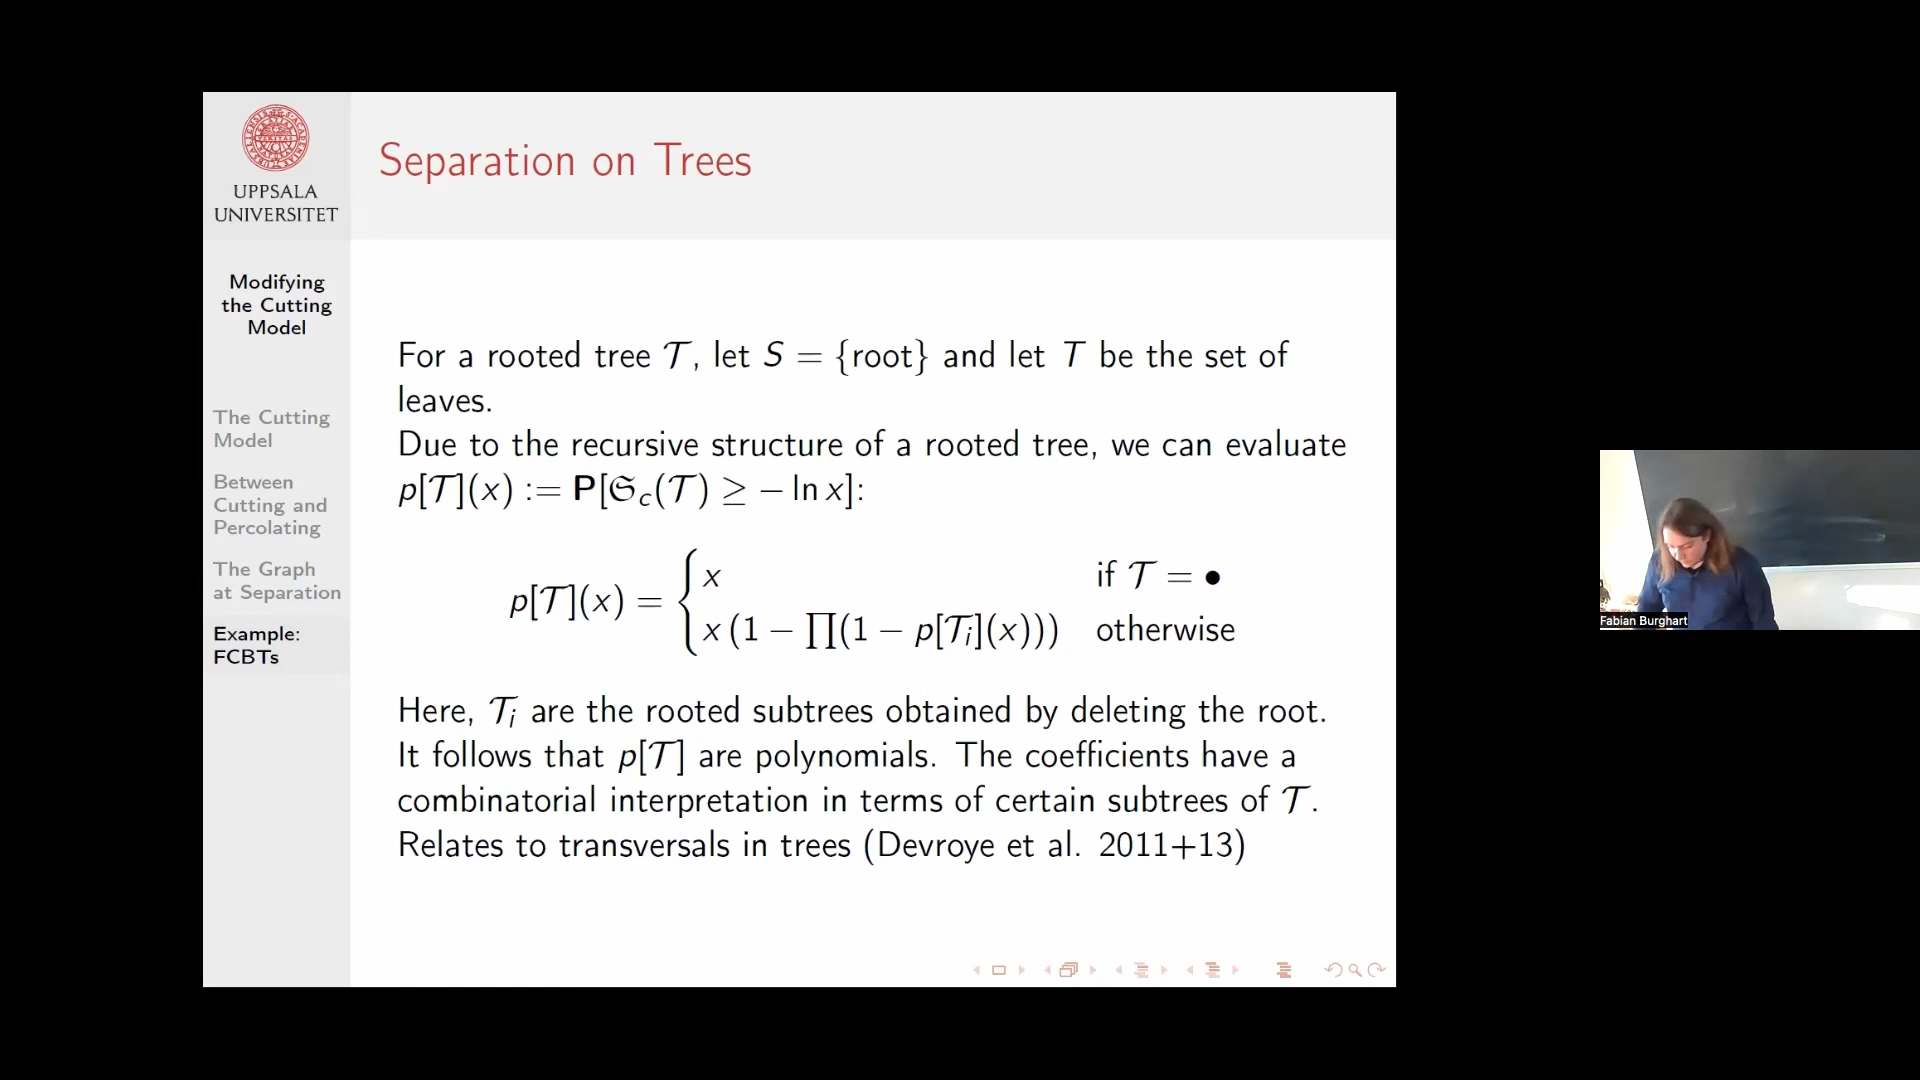 UPPSALA
UNIVERSITET
Modifying
the Cutting
Model
The Cutting
Model
Between
Cutting and
Percolating
The Graph
at Separation
Example:
FCBTs
Separation on Trees
For a rooted tree 𝒯, let S = {root} and let T be the set of
leaves.
Due to the recursive structure of a rooted tree, we can evaluate
p[𝒯](x) := P[𝔖_c(𝒯) ≥ − ln x]:
p[𝒯](x) = { x if 𝒯 = •
x (1 − ∏(1 − p[𝒯_i](x))) otherwise
Here, 𝒯_i are the rooted subtrees obtained by deleting the root.
It follows that p[𝒯] are polynomials. The coefficients have a
combinatorial interpretation in terms of certain subtrees of 𝒯.
Relates to transversals in trees (Devroye et al. 2011+13)
Fabian Burghart